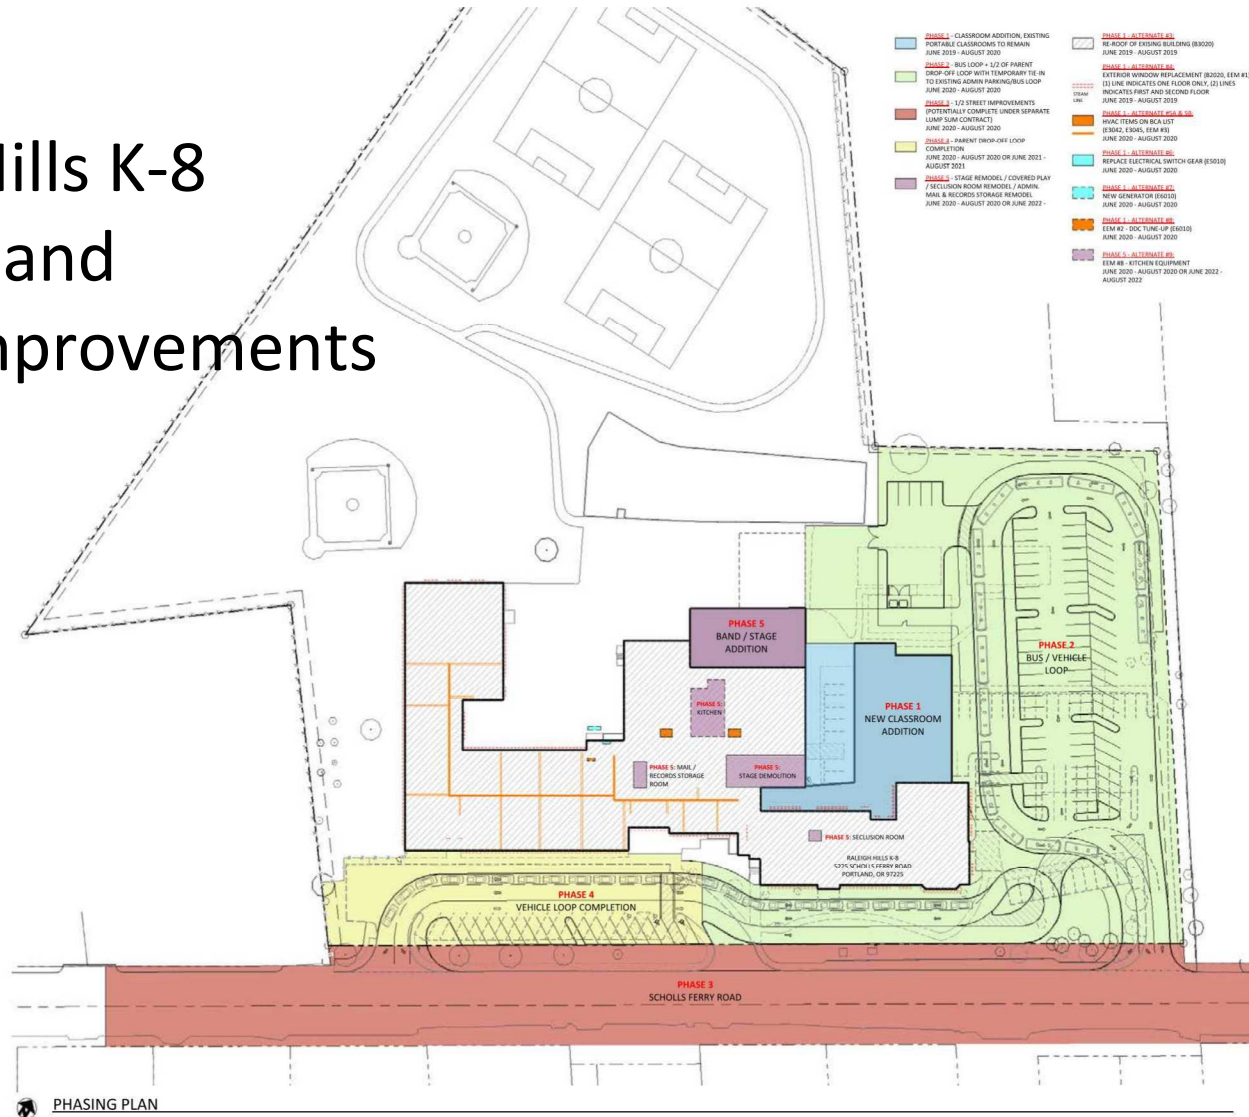 Hills K-8
and
mprovements
PHASE 1 - CLASSROOM ADDITION, EXISTING
PORTABLE CLASSROOMS TO REMAIN
JUNE 2019 - AUGUST 2020
PHASE 2 - BUS LOOP + 1/2 OF PARENT
DROP-OFF LOOP WITH TEMPORARY TIE-IN
TO EXISTING ADMIN PARKING/BUS LOOP
JUNE 2020 - AUGUST 2020
PHASE 3 - 1/2 STREET IMPROVEMENTS
(POTENTIALLY COMPLETE UNDER SEPARATE
LUMP SUM CONTRACT)
JUNE 2020 - AUGUST 2020
PHASE 4 - PARENT DROP-OFF LOOP
COMPLETION
JUNE 2020 - AUGUST 2020 OR JUNE 2021 -
AUGUST 2021
PHASE 5 - STAGE REMODEL / COVERED PLAY
/ SECLUSION ROOM REMODEL / ADMIN.
MAIL & RECORDS STORAGE REMODEL
JUNE 2020 - AUGUST 2020 OR JUNE 2022 -
PHASE 1 - ALTERNATE #3:
RE-ROOF OF EXISING BUILDING (B3020)
JUNE 2019 - AUGUST 2019
PHASE 1 - ALTERNATE #4:
EXTERIOR WINDOW REPLACEMENT (B2020, EEM #1)
(1) LINE INDICATES ONE FLOOR ONLY, (2) LINES
INDICATES FIRST AND SECOND FLOOR
JUNE 2019 - AUGUST 2019
STEAM
LINE
PHASE 1 - ALTERNATE #5A & 5B:
HVAC ITEMS ON BCA LIST
(E3042, E3045, EEM #3)
JUNE 2020 - AUGUST 2020
PHASE 1 - ALTERNATE #6:
REPLACE ELECTRICAL SWITCH GEAR (E5010)
JUNE 2020 - AUGUST 2020
PHASE 1 - ALTERNATE #7:
NEW GENERATOR (E6010)
JUNE 2020 - AUGUST 2020
PHASE 1 - ALTERNATE #8:
EEM #2 - DDC TUNE-UP (E6010)
JUNE 2020 - AUGUST 2020
PHASE 5 - ALTERNATE #9:
EEM #8 - KITCHEN EQUIPMENT
JUNE 2020 - AUGUST 2020 OR JUNE 2022 -
AUGUST 2022
PHASE 5
BAND / STAGE
ADDITION
PHASE 2
BUS / VEHICLE
LOOP
PHASE 1
NEW CLASSROOM
ADDITION
PHASE 5:
KITCHEN
PHASE 5: MAIL /
RECORDS STORAGE
ROOM
PHASE 5:
STAGE DEMOLITION
PHASE 5: SECLUSION ROOM
RALEIGH HILLS K-8
5225 SCHOLLS FERRY ROAD
PORTLAND, OR 97225
PHASE 4
VEHICLE LOOP COMPLETION
PHASE 3
SCHOLLS FERRY ROAD
PHASING PLAN